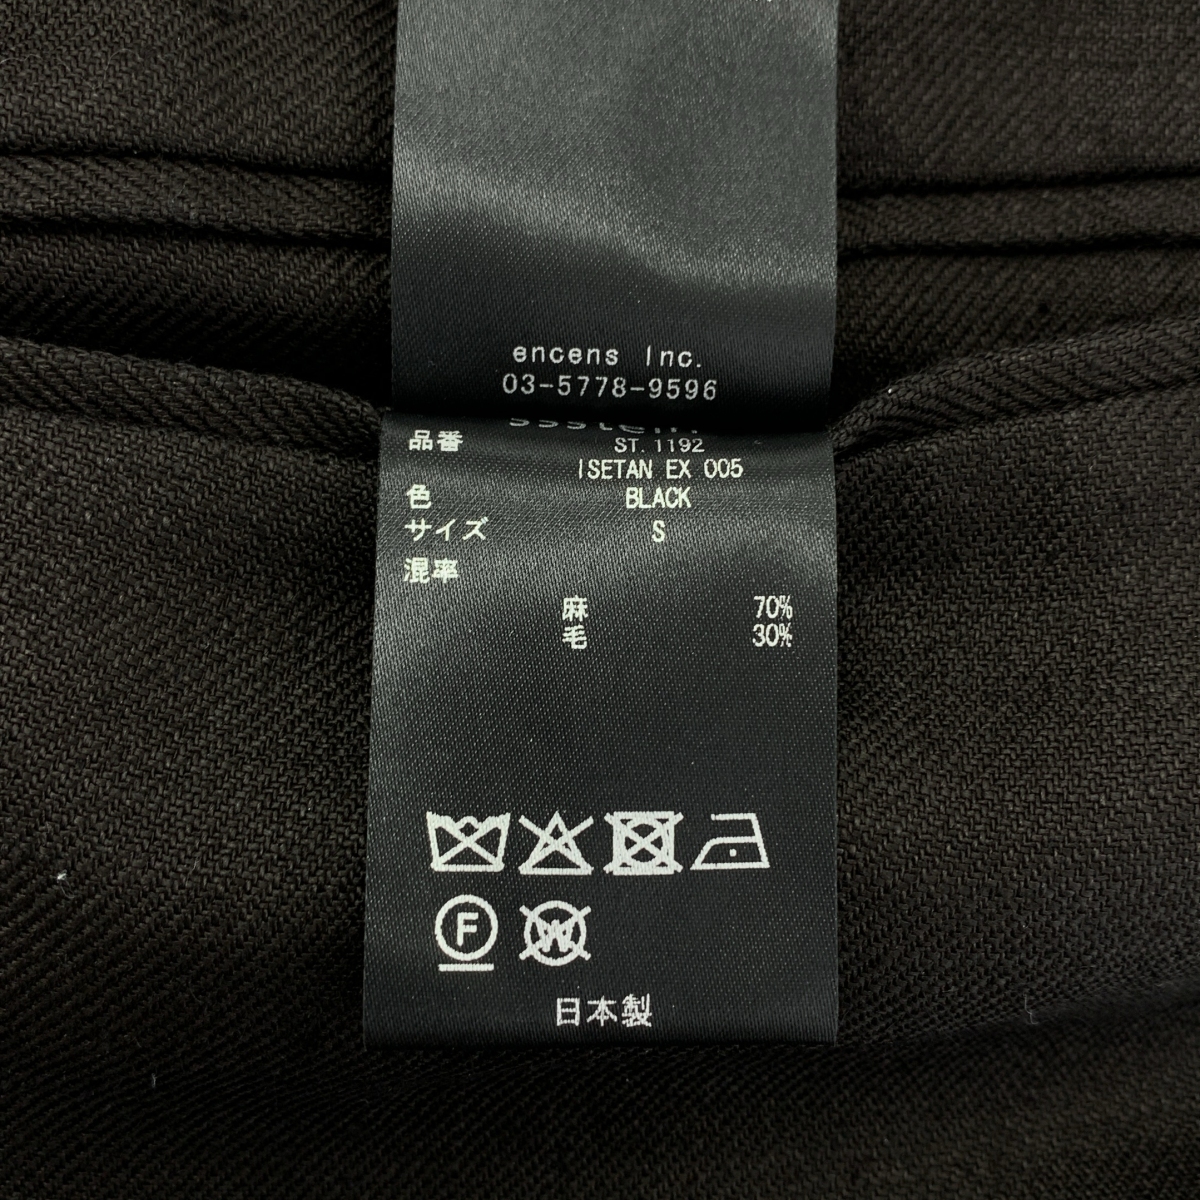 encens Inc.
03-5778-9596
品番 ST. 1192
ISETAN EX 005
色 BLACK
サイズ S
混率
麻 70%
毛 30%
F
W
日本製